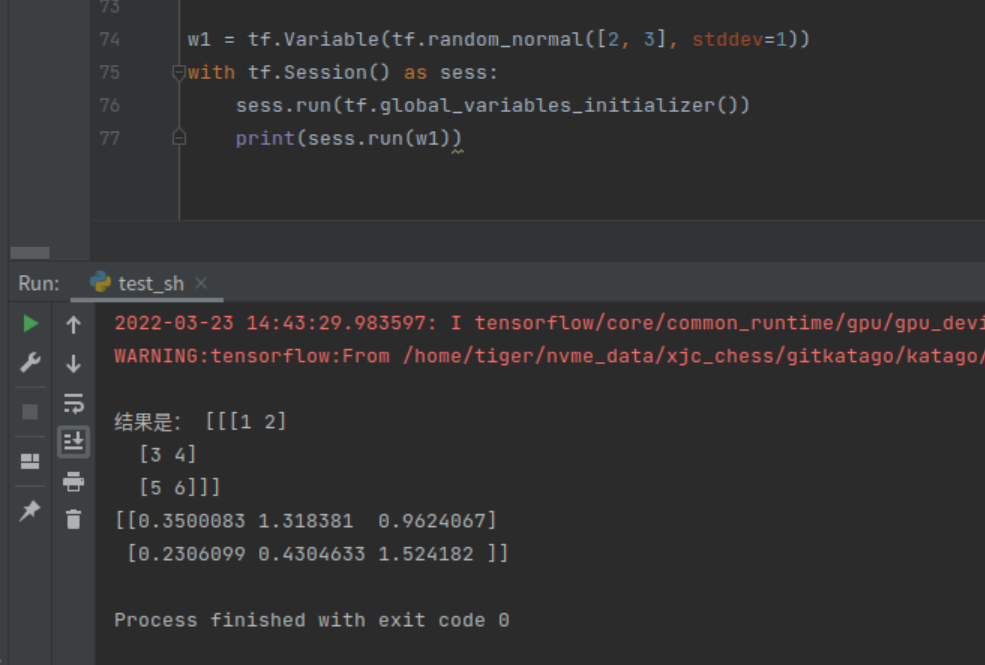 73
74 w1 = tf.Variable(tf.random_normal([2, 3], stddev=1))
75 with tf.Session() as sess:
76     sess.run(tf.global_variables_initializer())
77     print(sess.run(w1))
Run: test_sh
2022-03-23 14:43:29.983597: I tensorflow/core/common_runtime/gpu/gpu_devi
WARNING:tensorflow:From /home/tiger/nvme_data/xjc_chess/gitkatago/katago/
结果是: [[[1 2]
  [3 4]
  [5 6]]]
[[0.3500083 1.318381  0.9624067]
 [0.2306099 0.4304633 1.524182 ]]
Process finished with exit code 0